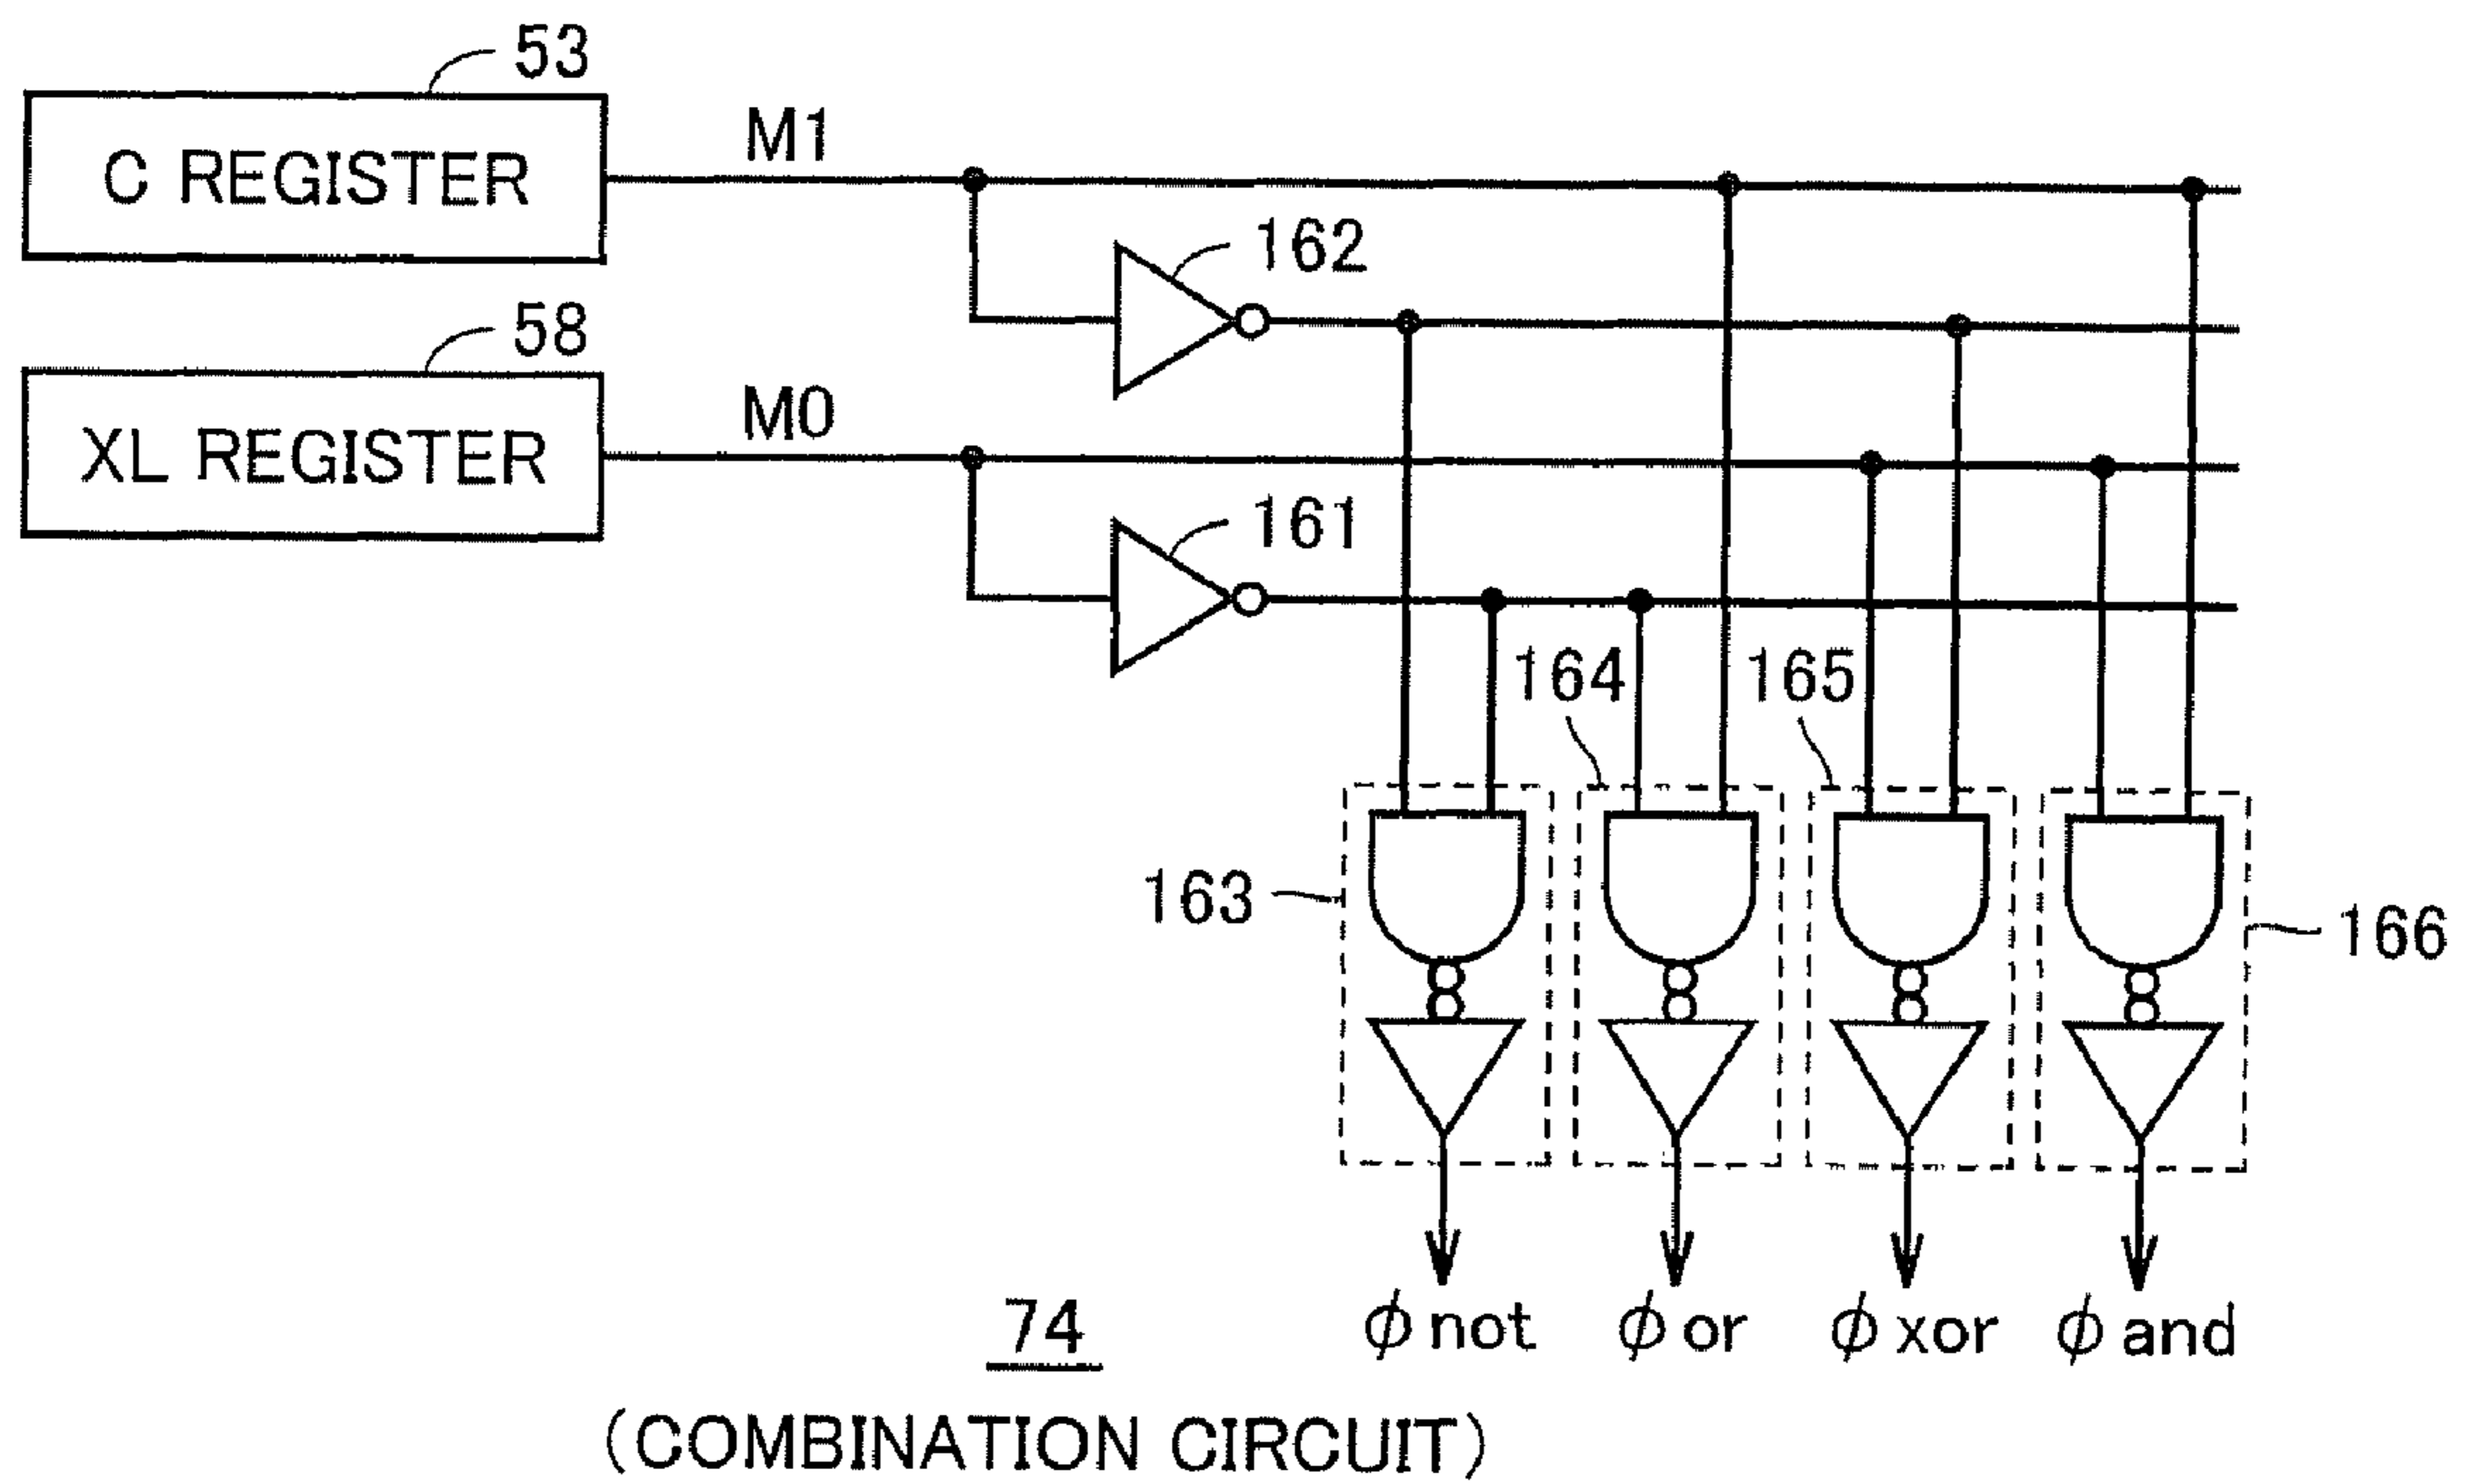 53
C REGISTER
M1
162
58
XL REGISTER
M0
161
164
165
163
166
ϕ not
ϕ or
ϕ xor
ϕ and
74
(COMBINATION CIRCUIT)